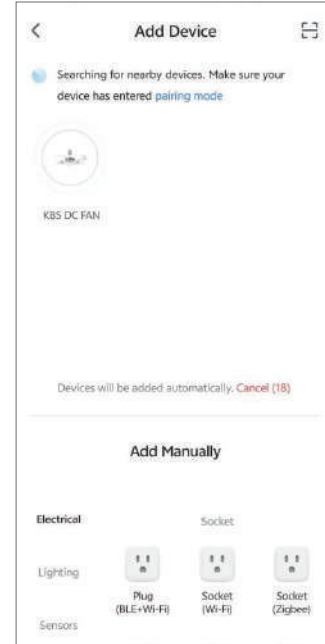 Add Device
Searching for nearby devices. Make sure your
device has entered pairing mode
KBS DC FAN
Devices will be added automatically. Cancel (18)
Add Manually
Electrical
Socket
Lighting
Plug
(BLE+Wi-Fi)
Socket
(Wi-Fi)
Socket
(Zigbee)
Sensors